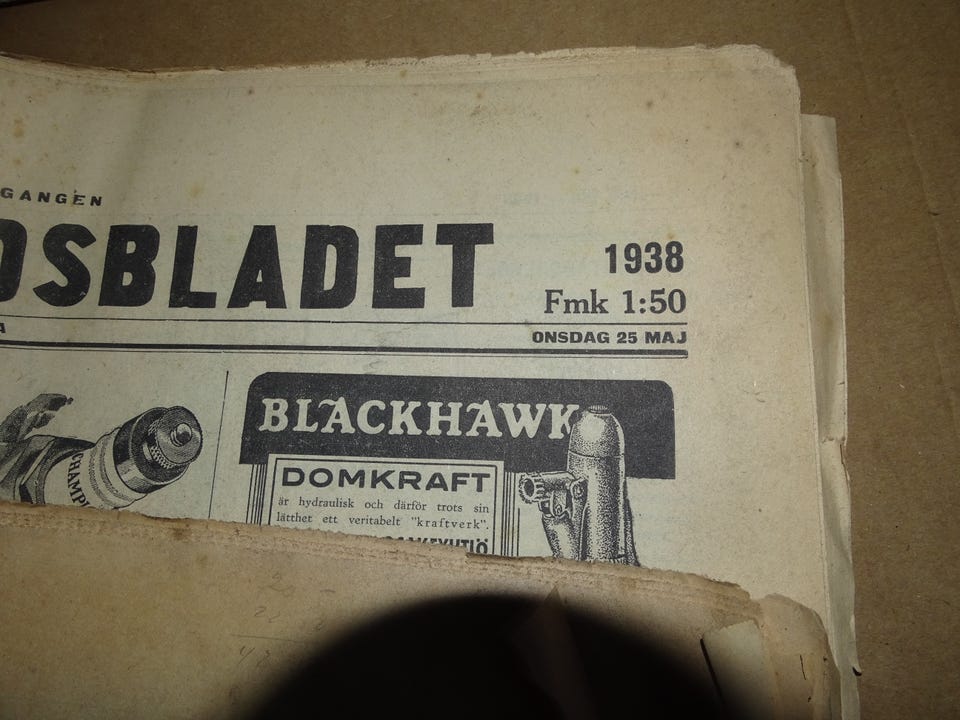 GANGEN
OSBLADET
1938
Fmk 1:50
A
ONSDAG 25 MAJ
CHAMPI
BLACKHAWK
DOMKRAFT
är hydraulisk och därför trots sin
lätthet ett veritabelt "kraftverk".